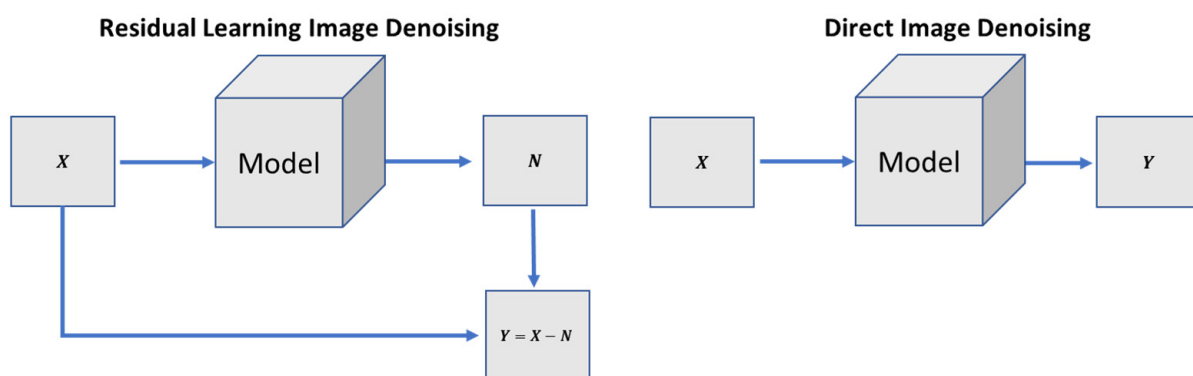 Residual Learning Image Denoising
X
Model
N
Y = X − N
Direct Image Denoising
X
Model
Y